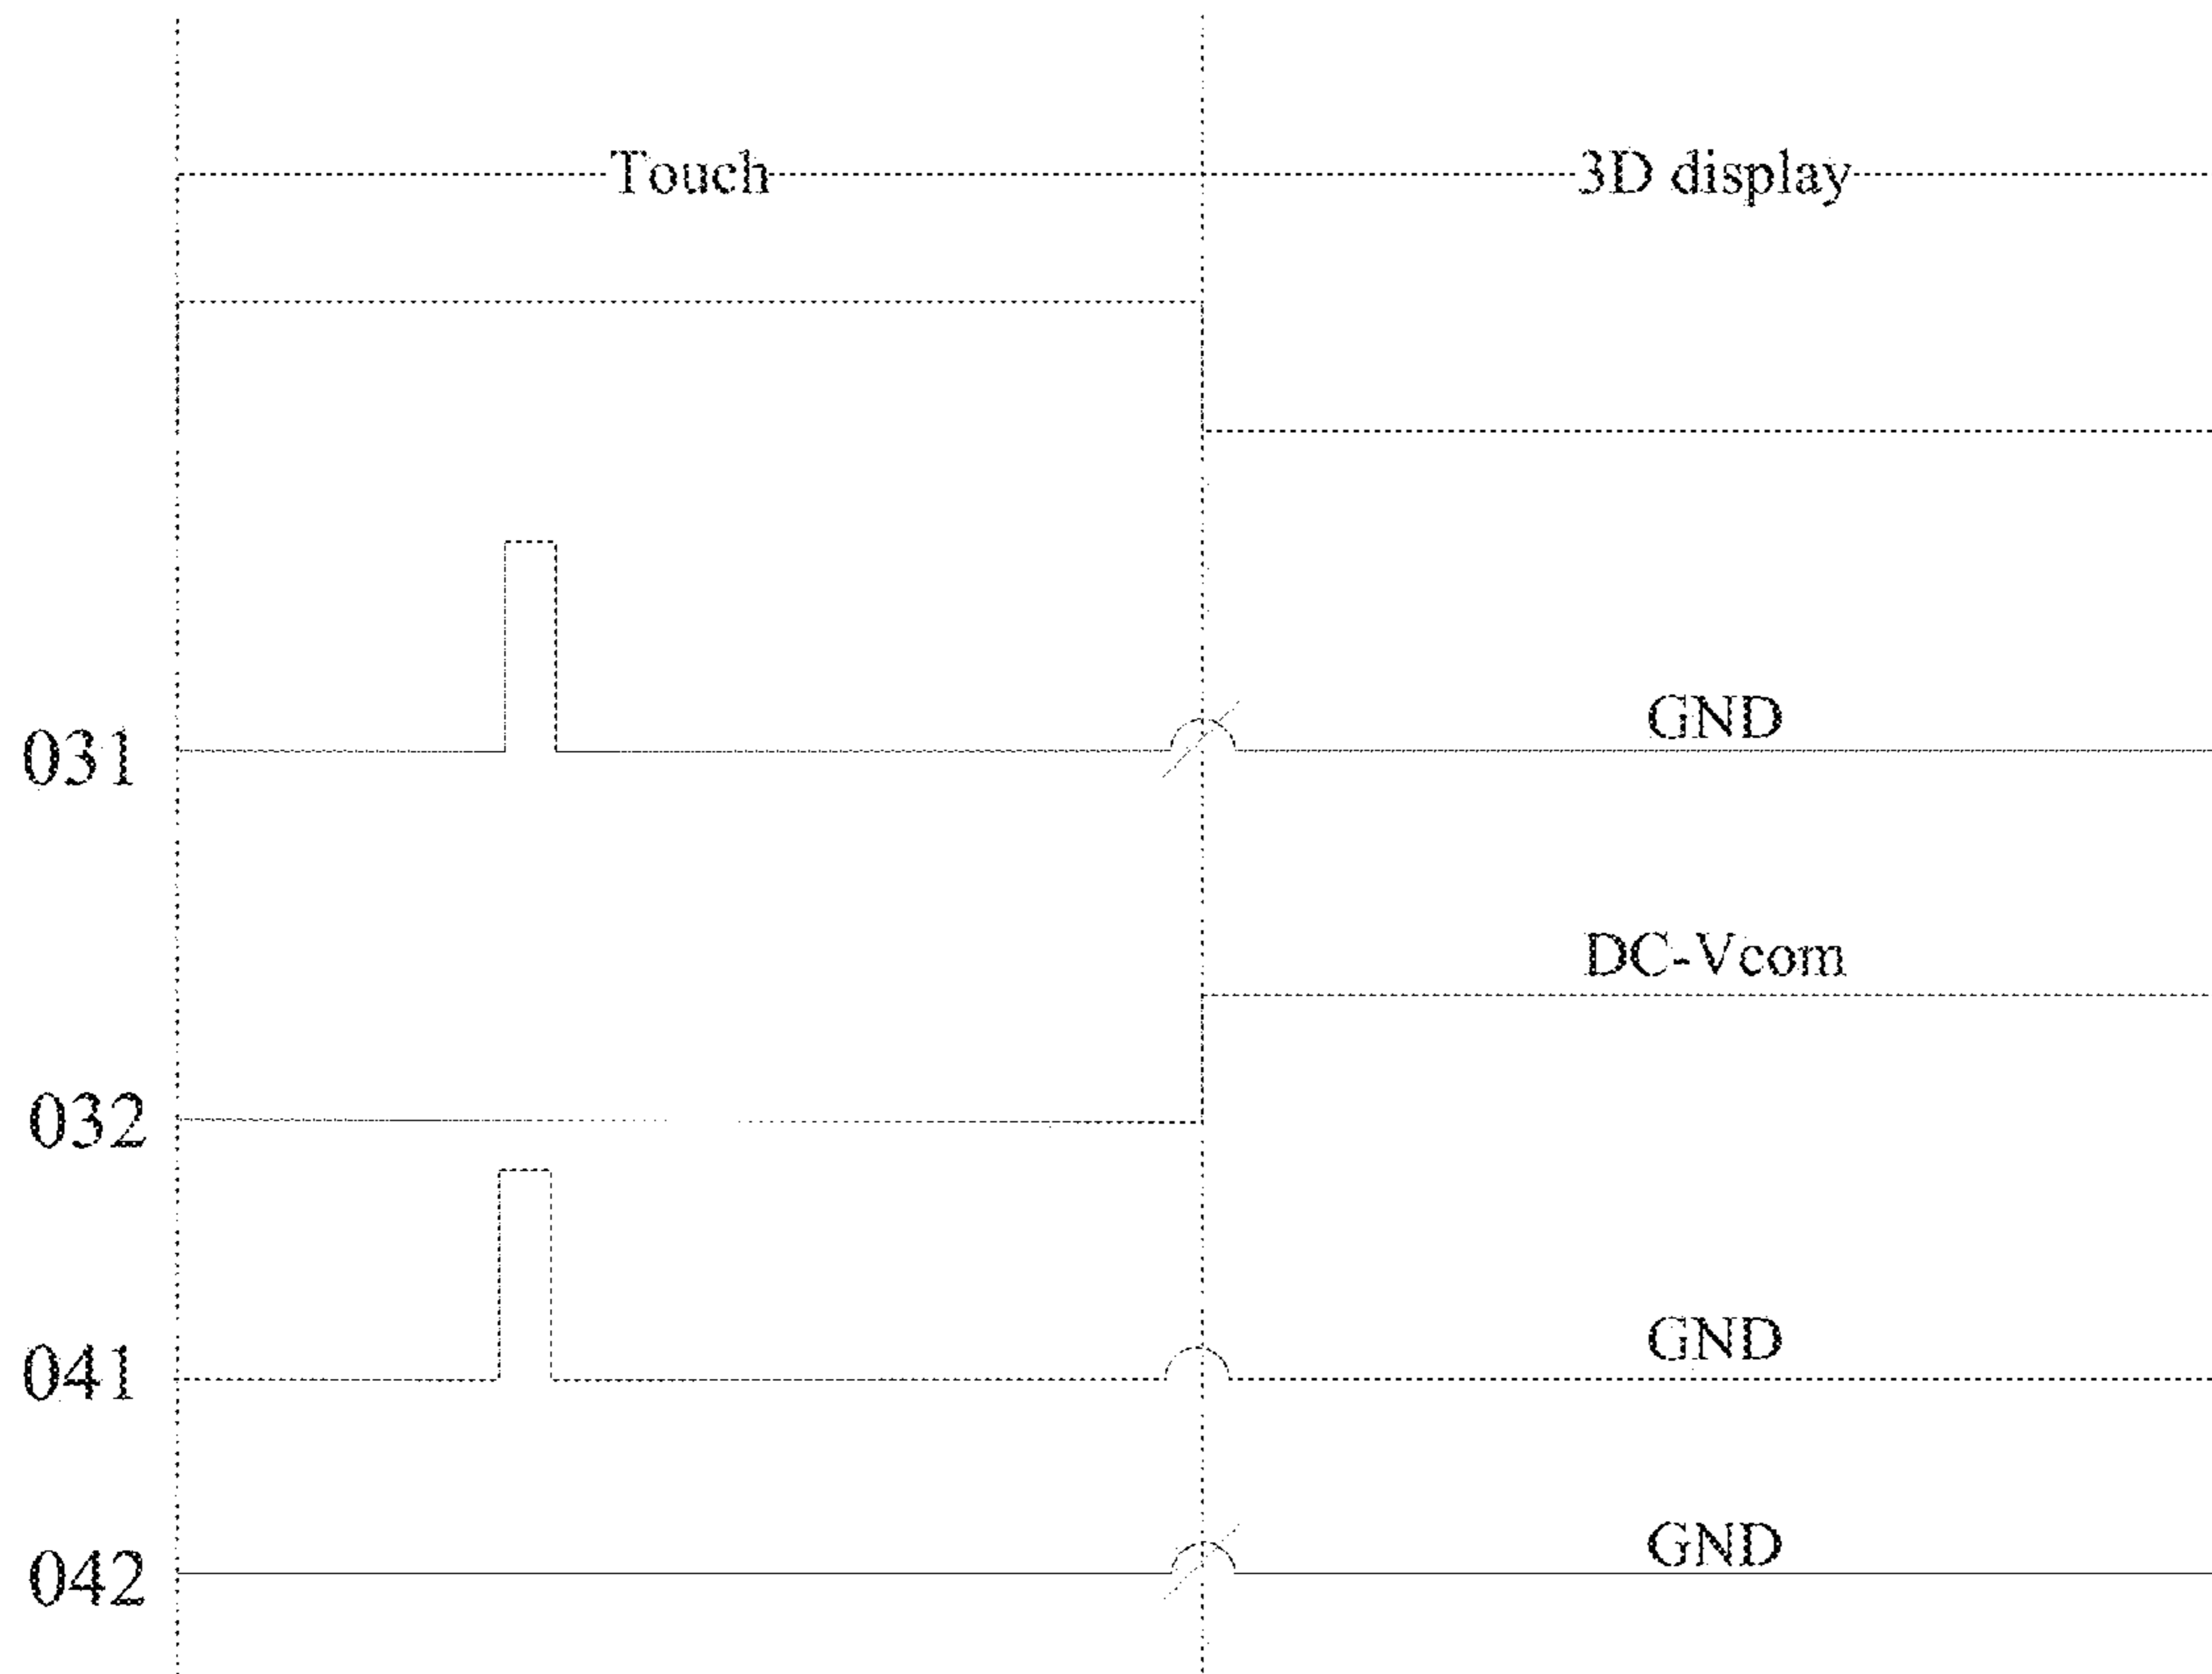 Touch 3D display
031 GND
DC-Vcom
032
041 GND
042 GND